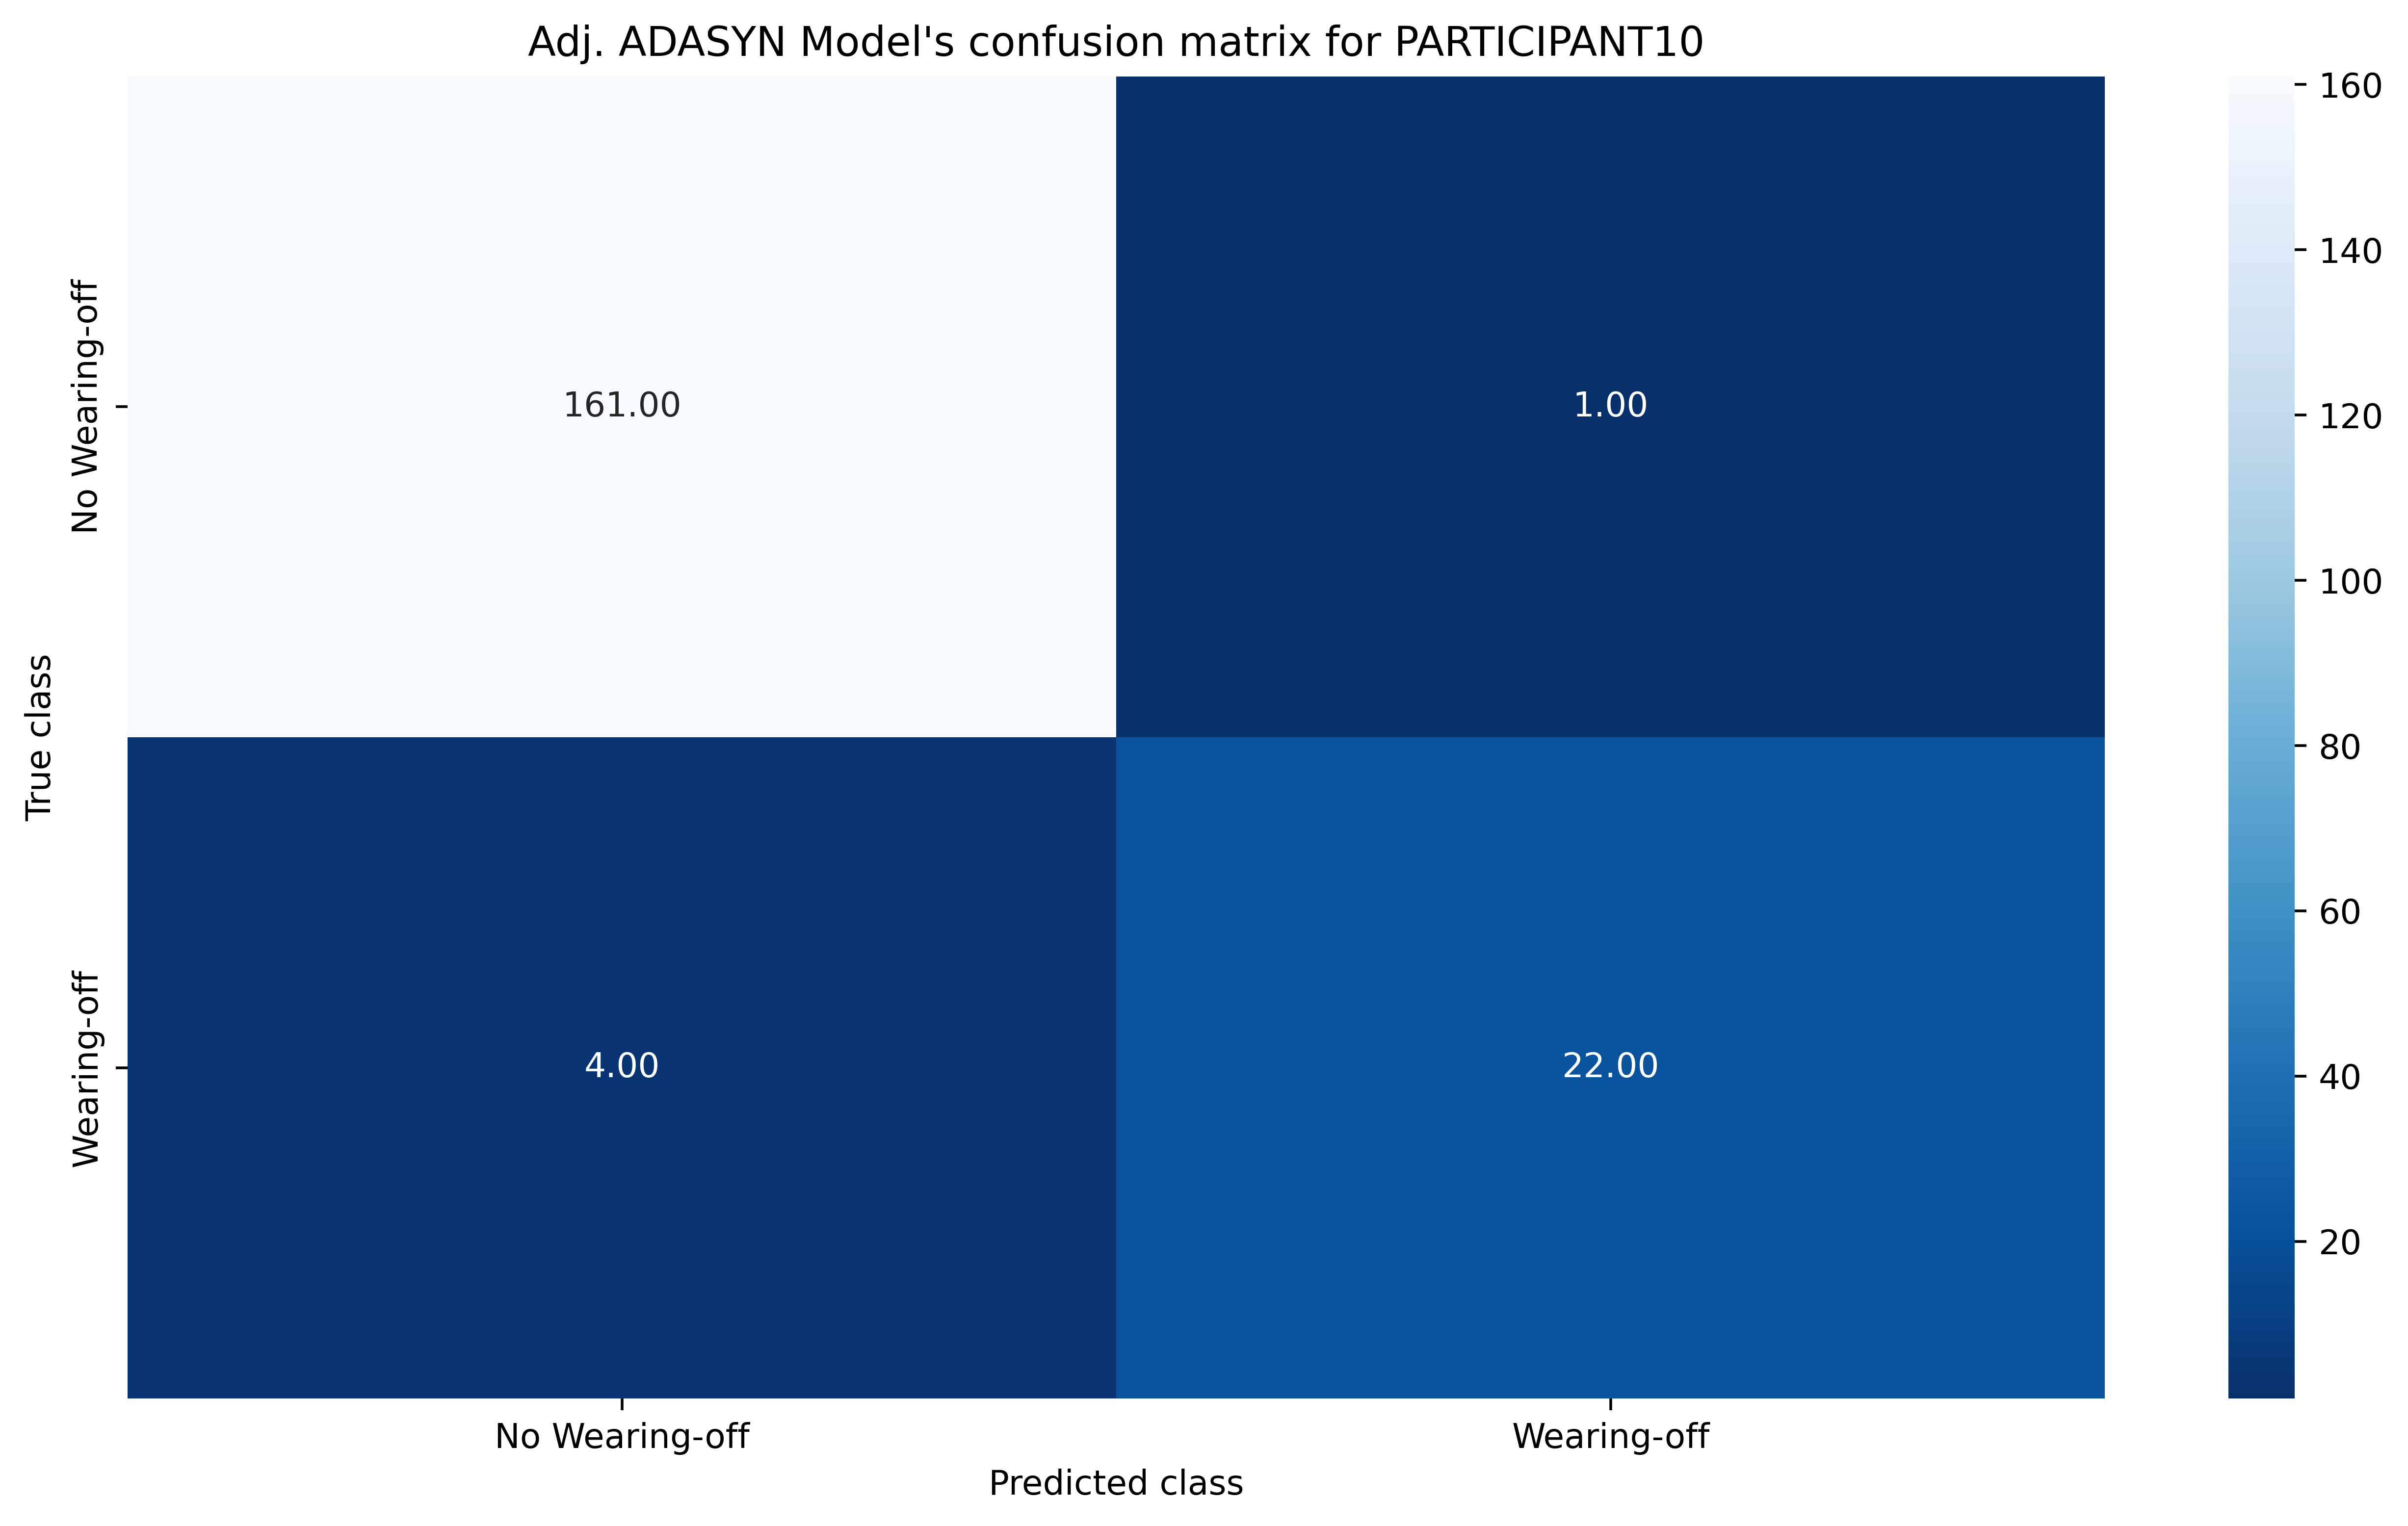 Adj. ADASYN Model's confusion matrix for PARTICIPANT10
True class
No Wearing-off
Wearing-off
161.00
1.00
4.00
22.00
No Wearing-off
Wearing-off
Predicted class
160
140
120
100
80
60
40
20